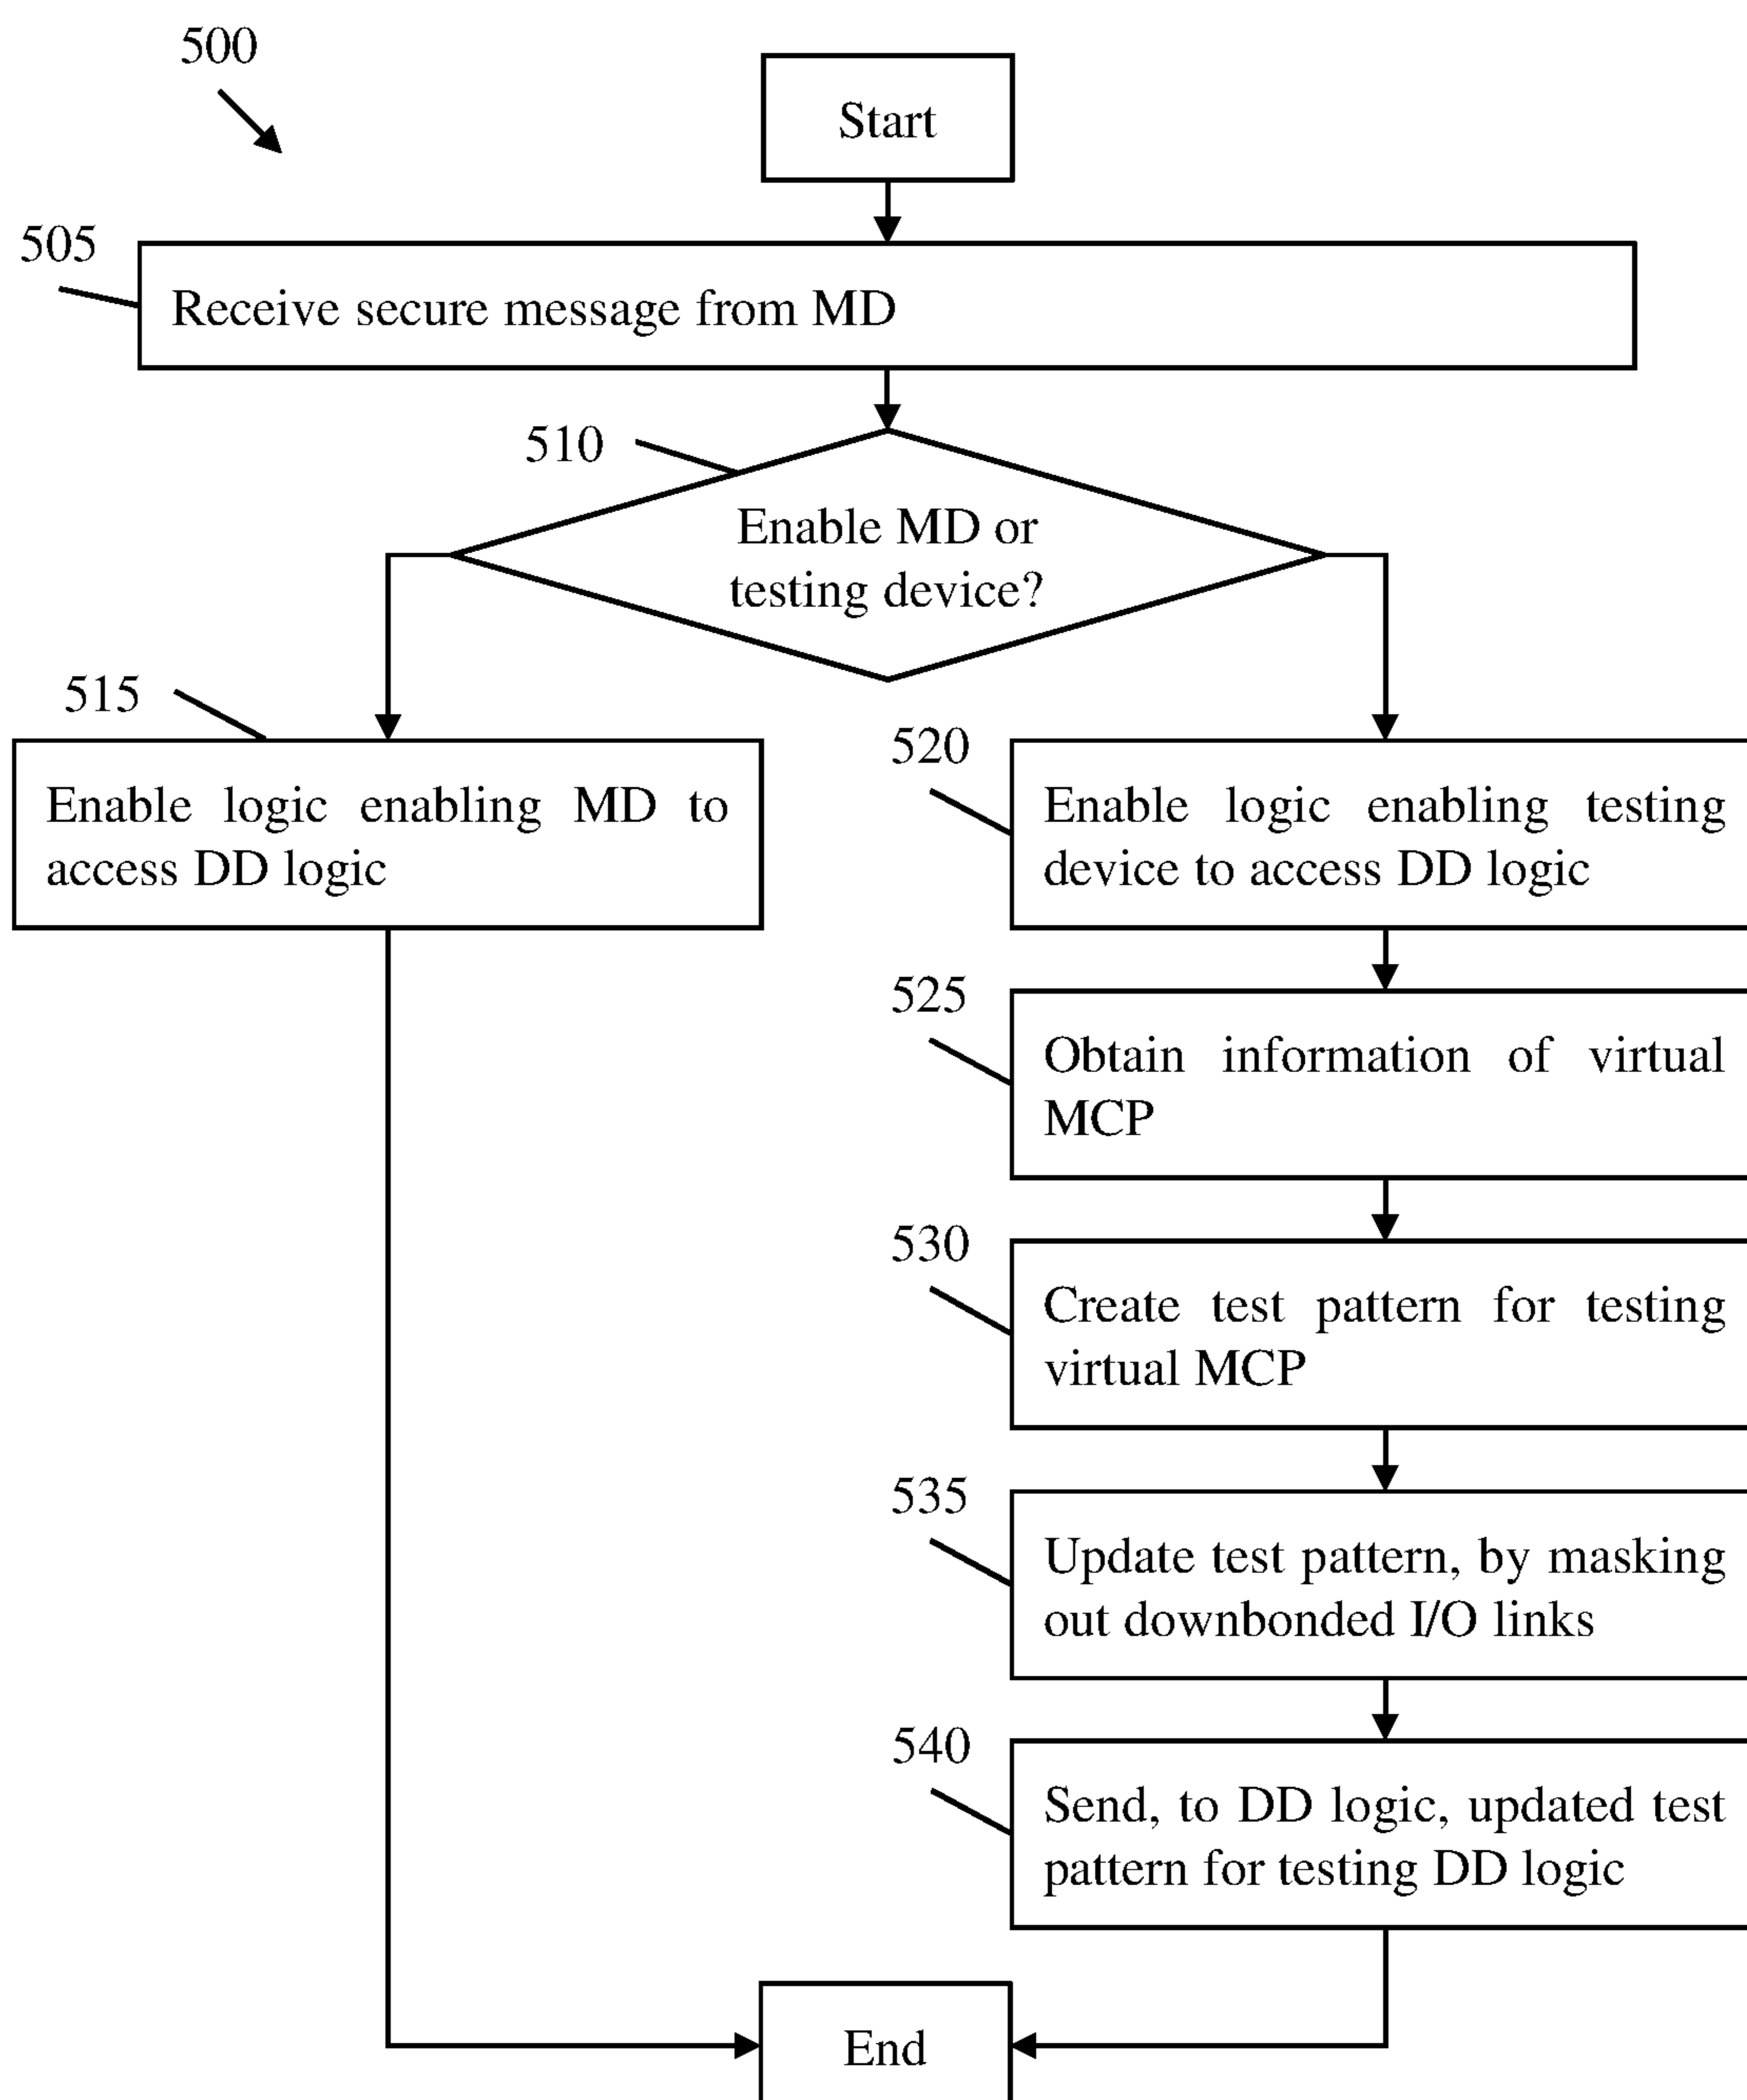 500
Start
505
Receive secure message from MD
510
Enable MD or
testing device?
515
Enable logic enabling MD to
access DD logic
520
Enable logic enabling testing
device to access DD logic
525
Obtain information of virtual
MCP
530
Create test pattern for testing
virtual MCP
535
Update test pattern, by masking
out downbonded I/O links
540
Send, to DD logic, updated test
pattern for testing DD logic
End